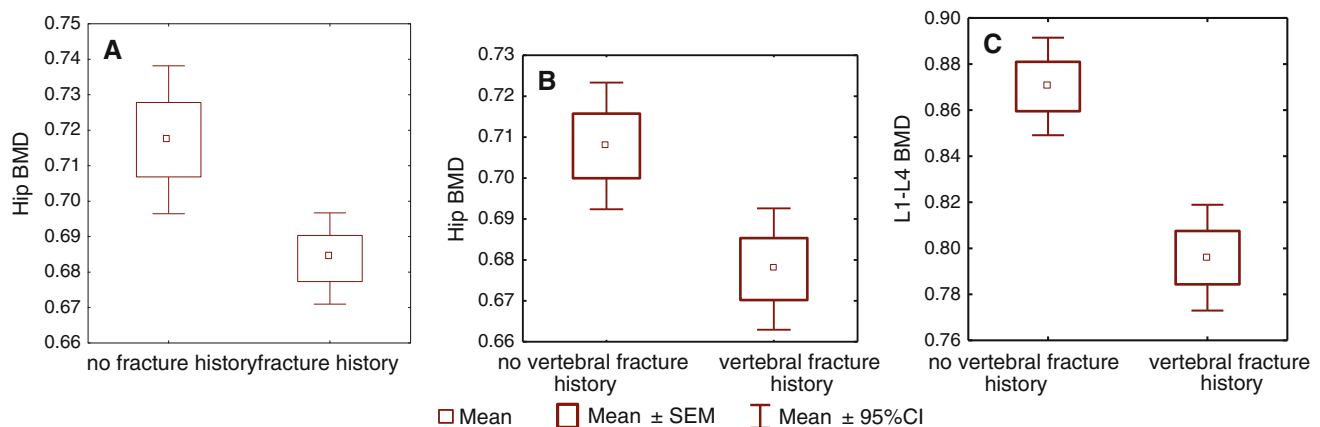 A
Hip BMD
0.75
0.74
0.73
0.72
0.71
0.70
0.69
0.68
0.67
0.66
no fracture historyfracture history
B
Hip BMD
0.73
0.72
0.71
0.70
0.69
0.68
0.67
0.66
no vertebral fracture
history
vertebral fracture
history
C
L1-L4 BMD
0.90
0.88
0.86
0.84
0.82
0.80
0.78
0.76
no vertebral fracture
history
vertebral fracture
history
Mean
Mean ± SEM
Mean ± 95%CI